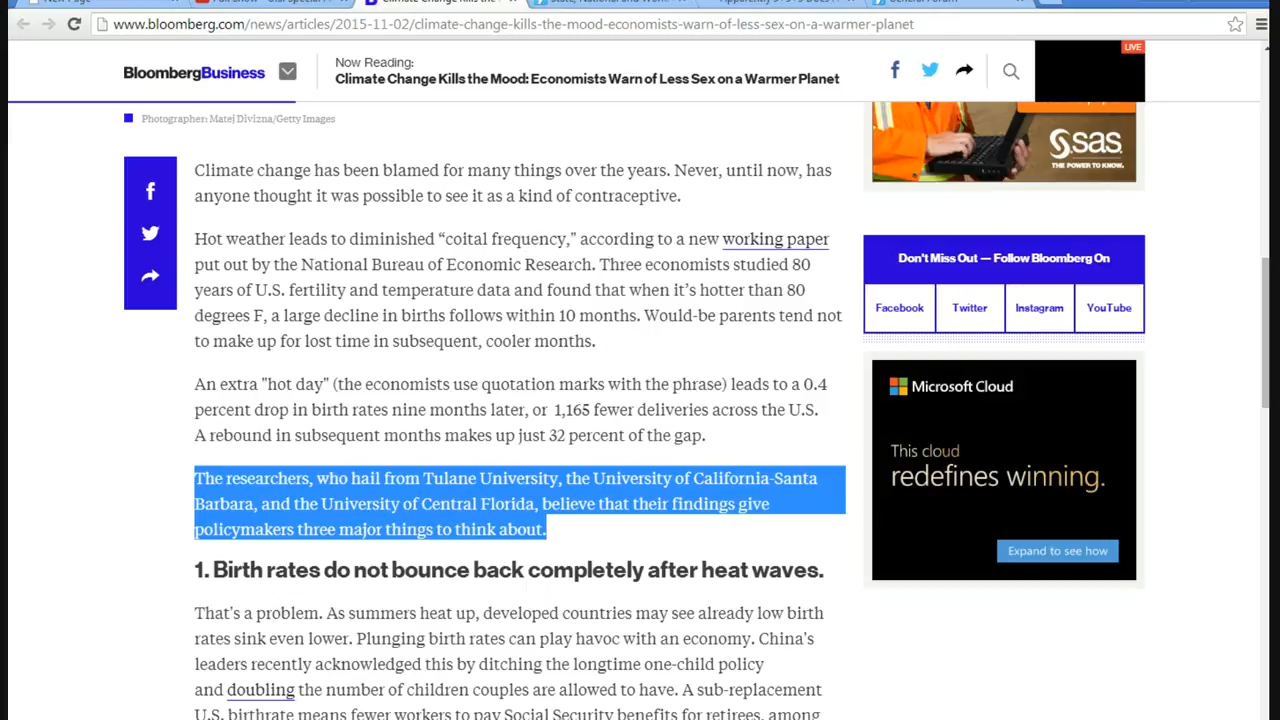 www.bloomberg.com/news/articles/2015-11-02/climate-change-kills-the-mood-economists-warn-of-less-sex-on-a-warmer-planet
BloombergBusiness
Now Reading:
Climate Change Kills the Mood: Economists Warn of Less Sex on a Warmer Planet
LIVE
Photographer: Matej Divizna/Getty Images
sas
THE POWER TO KNOW.
Climate change has been blamed for many things over the years. Never, until now, has
anyone thought it was possible to see it as a kind of contraceptive.
Hot weather leads to diminished “coital frequency,” according to a new working paper
put out by the National Bureau of Economic Research. Three economists studied 80
years of U.S. fertility and temperature data and found that when it’s hotter than 80
degrees F, a large decline in births follows within 10 months. Would-be parents tend not
to make up for lost time in subsequent, cooler months.
An extra "hot day" (the economists use quotation marks with the phrase) leads to a 0.4
percent drop in birth rates nine months later, or 1,165 fewer deliveries across the U.S.
A rebound in subsequent months makes up just 32 percent of the gap.
The researchers, who hail from Tulane University, the University of California-Santa
Barbara, and the University of Central Florida, believe that their findings give
policymakers three major things to think about.
1. Birth rates do not bounce back completely after heat waves.
That's a problem. As summers heat up, developed countries may see already low birth
rates sink even lower. Plunging birth rates can play havoc with an economy. China's
leaders recently acknowledged this by ditching the longtime one-child policy
and doubling the number of children couples are allowed to have. A sub-replacement
U.S. birthrate means fewer workers to pay Social Security benefits for retirees, among
Don't Miss Out — Follow Bloomberg On
Facebook
Twitter
Instagram
YouTube
Microsoft Cloud
This cloud
redefines winning.
Expand to see how